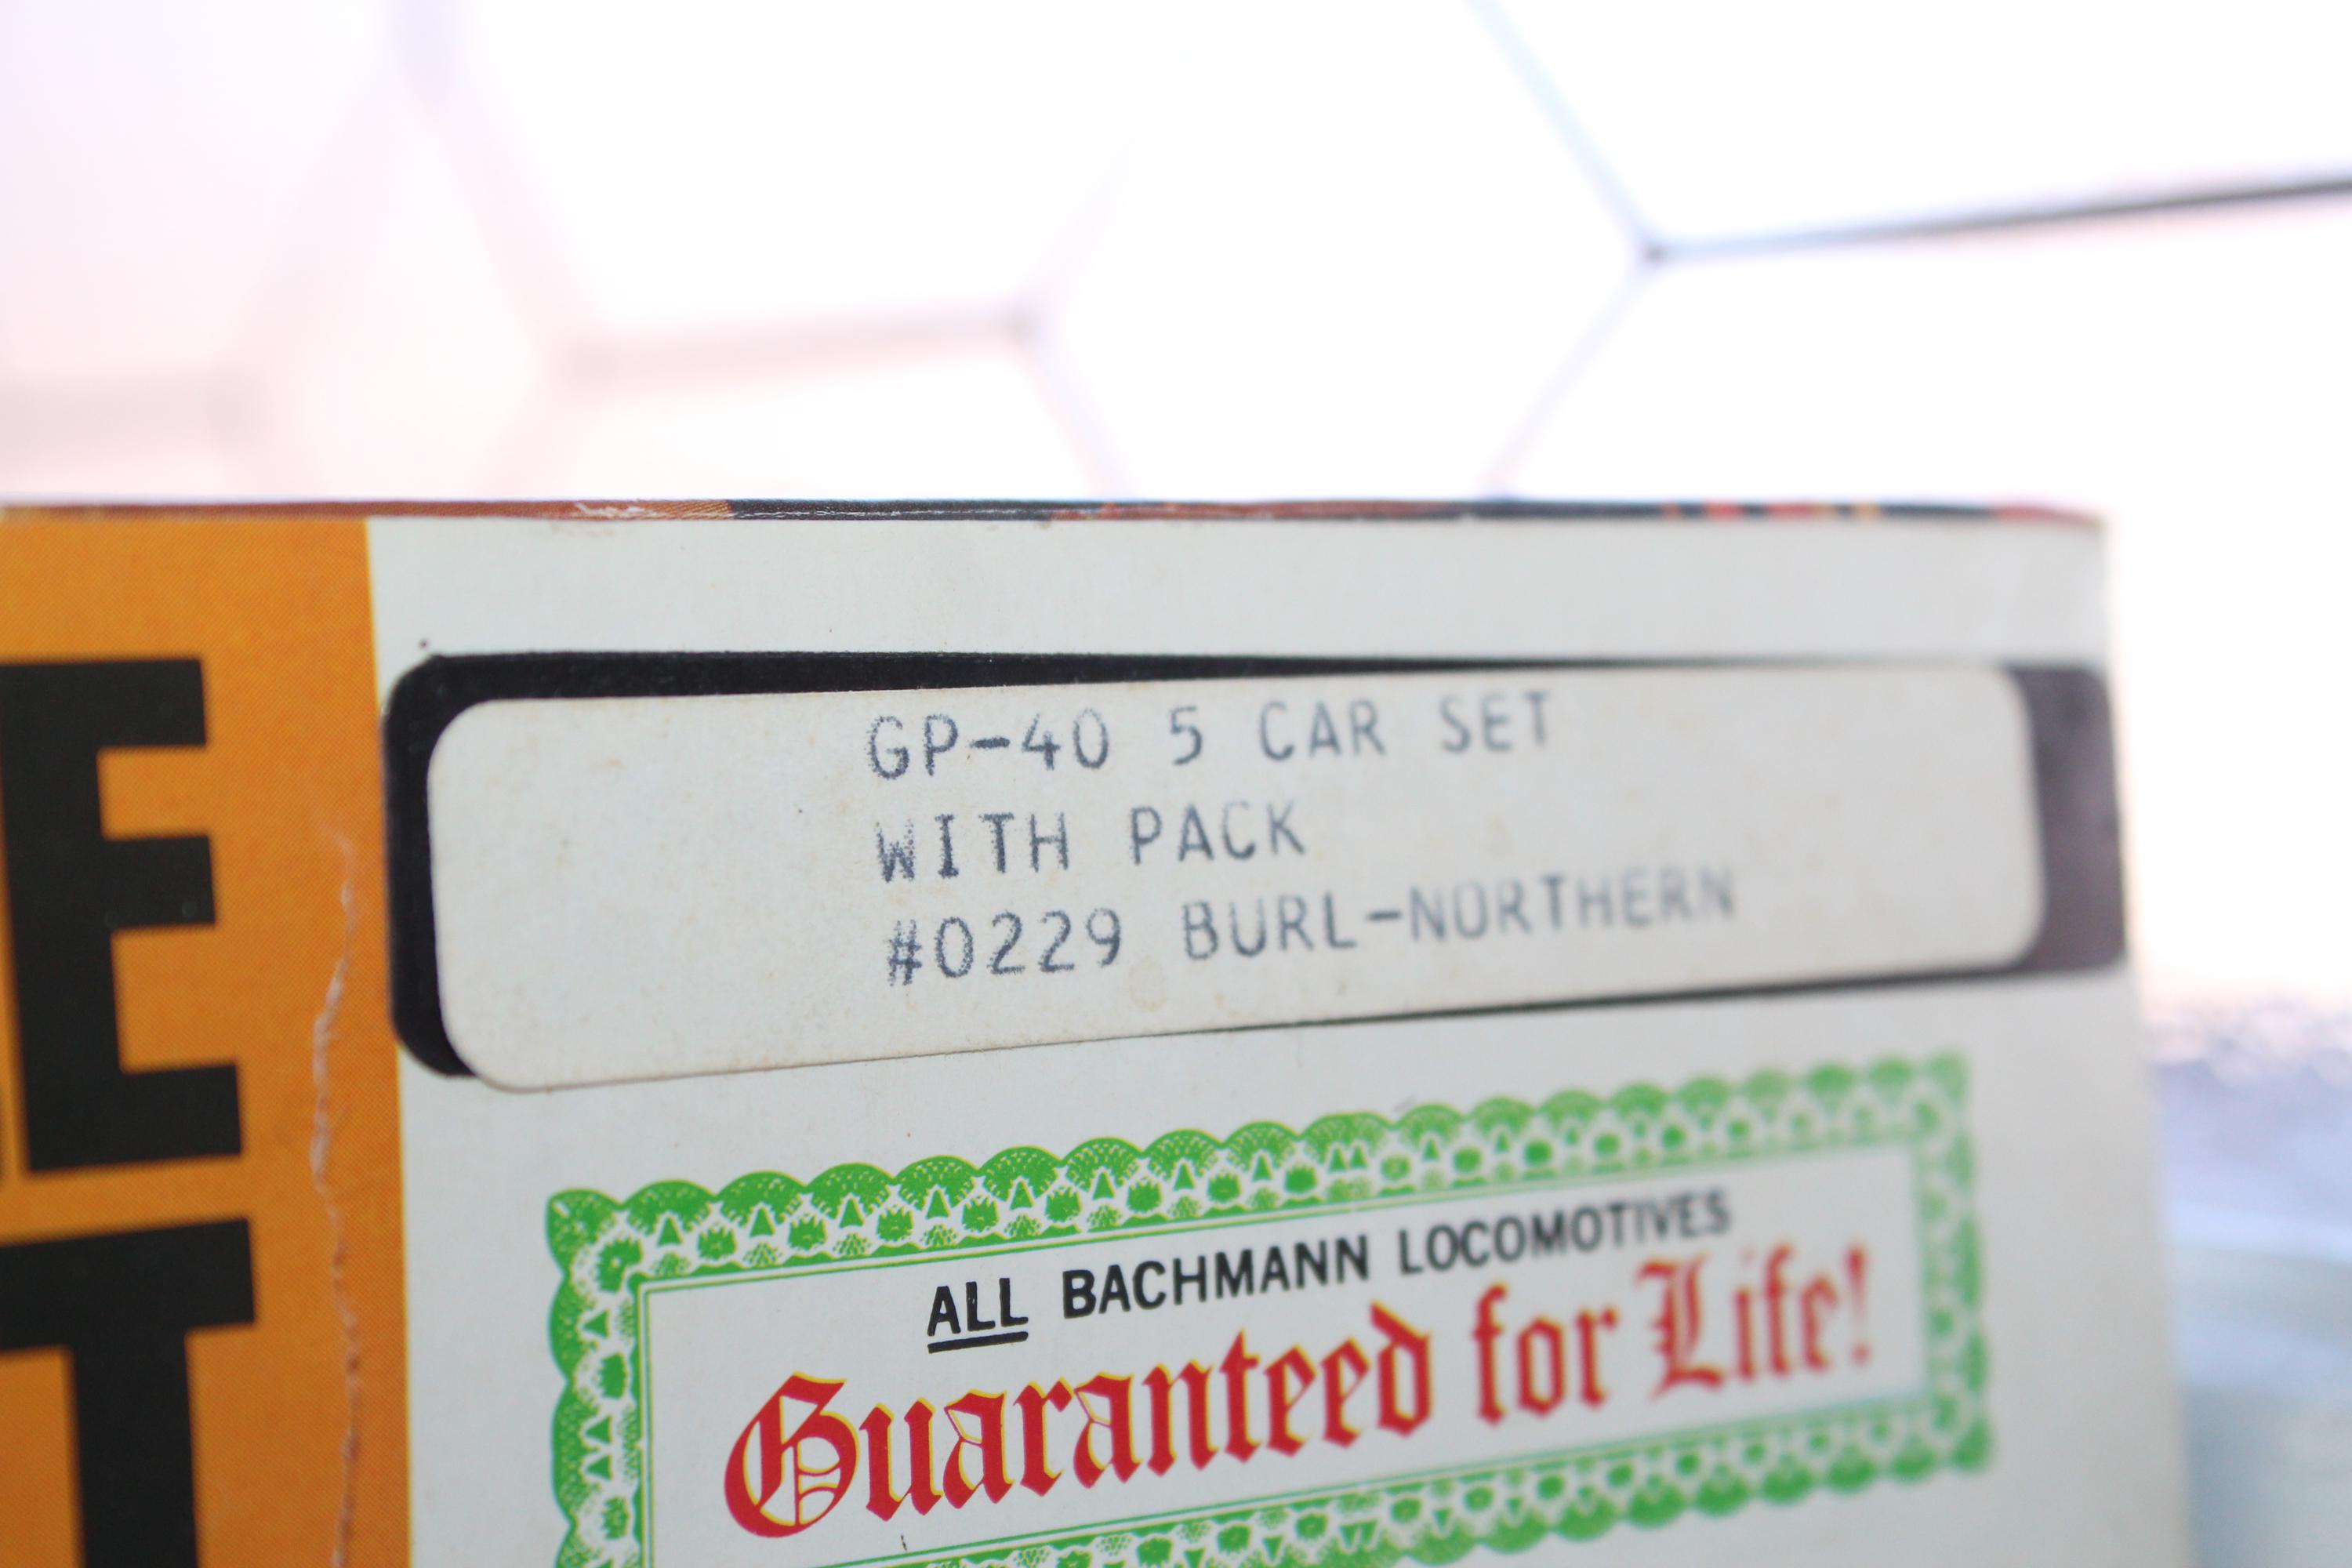 E
T
GP-40 5 CAR SET
WITH PACK
#0229 BURL-NORTHERN
ALL BACHMANN LOCOMOTIVES
Guaranteed for Life!